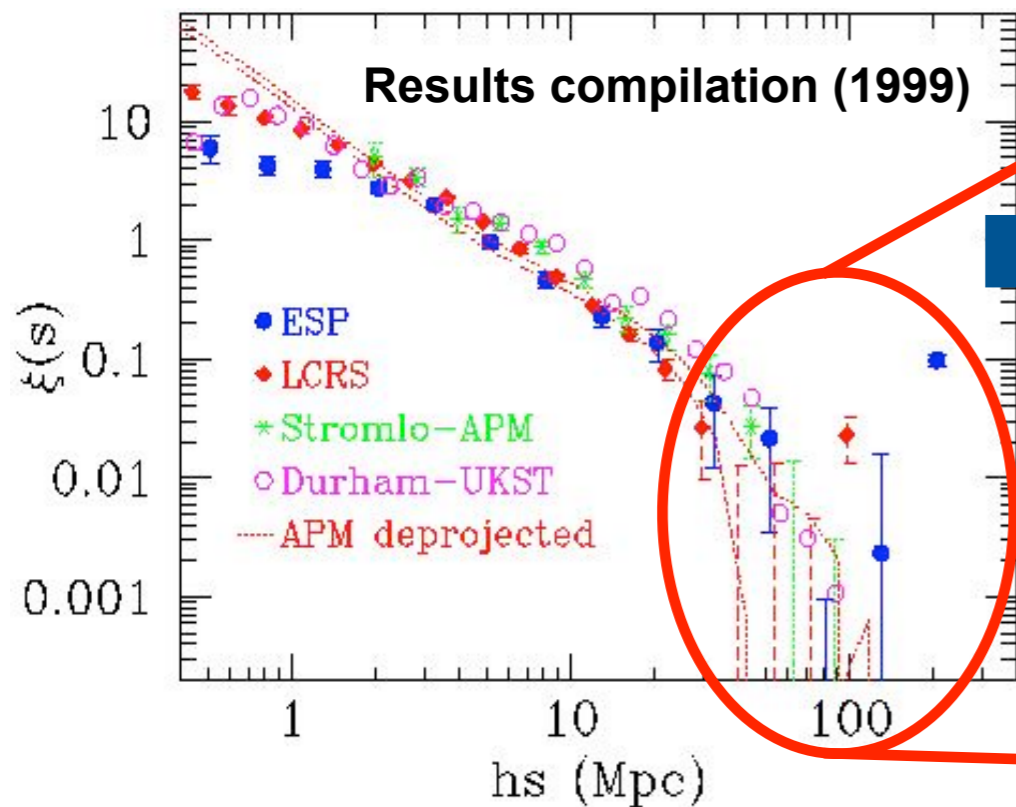 Results compilation (1999)
10
1
0.1
0.01
0.001
ξ(s)
ESP
LCRS
Stromlo-APM
Durham-UKST
APM deprojected
1
10
100
hs (Mpc)